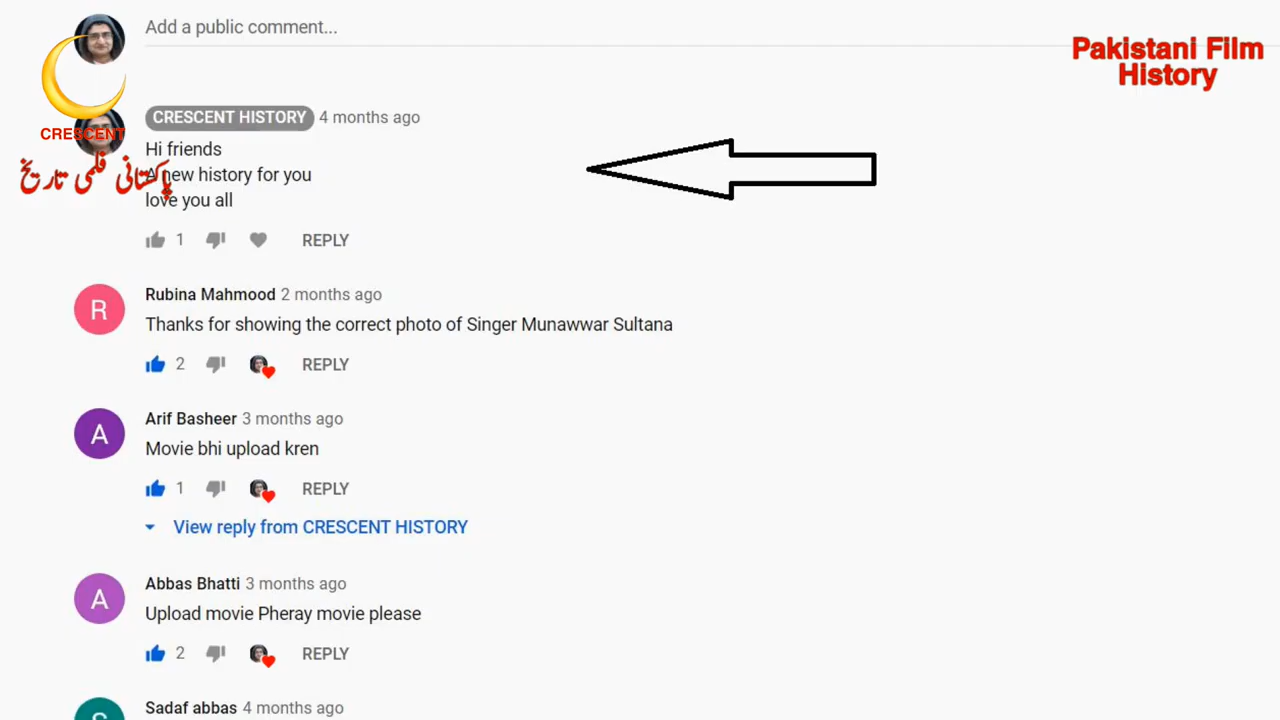 Add a public comment...
Pakistani Film
History
CRESCENT HISTORY 4 months ago
CRESCENT
Hi friends
A new history for you
love you all
پاکستانی فلمی تاریخ
1 REPLY
R
Rubina Mahmood 2 months ago
Thanks for showing the correct photo of Singer Munawwar Sultana
2 REPLY
A
Arif Basheer 3 months ago
Movie bhi upload kren
1 REPLY
View reply from CRESCENT HISTORY
A
Abbas Bhatti 3 months ago
Upload movie Pheray movie please
2 REPLY
Sadaf abbas 4 months ago